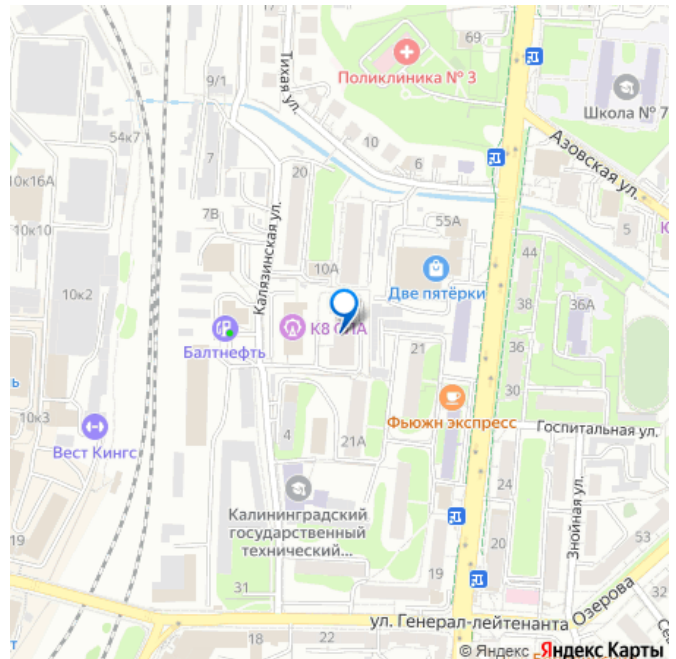 69
Поликлиника № 3
Тихая ул.
9/1
Школа № 7
54к7
10
Азовская ул.
7
20
6
10к16А
7В
55А
5
10к10
Калязинская ул.
44
10А
Две пятёрки
38
36А
10к2
К8
Балтнефть
21
36
30
10к3
Фьюжн экспресс
Госпитальная ул.
4
21А
Вест Кингс
24
Знойная ул.
Калининградский
государственный
технический...
19
20
53
31
19
32
ул. Генерал-лейтенанта Озерова
18
22
© Яндекс Яндекс Карты